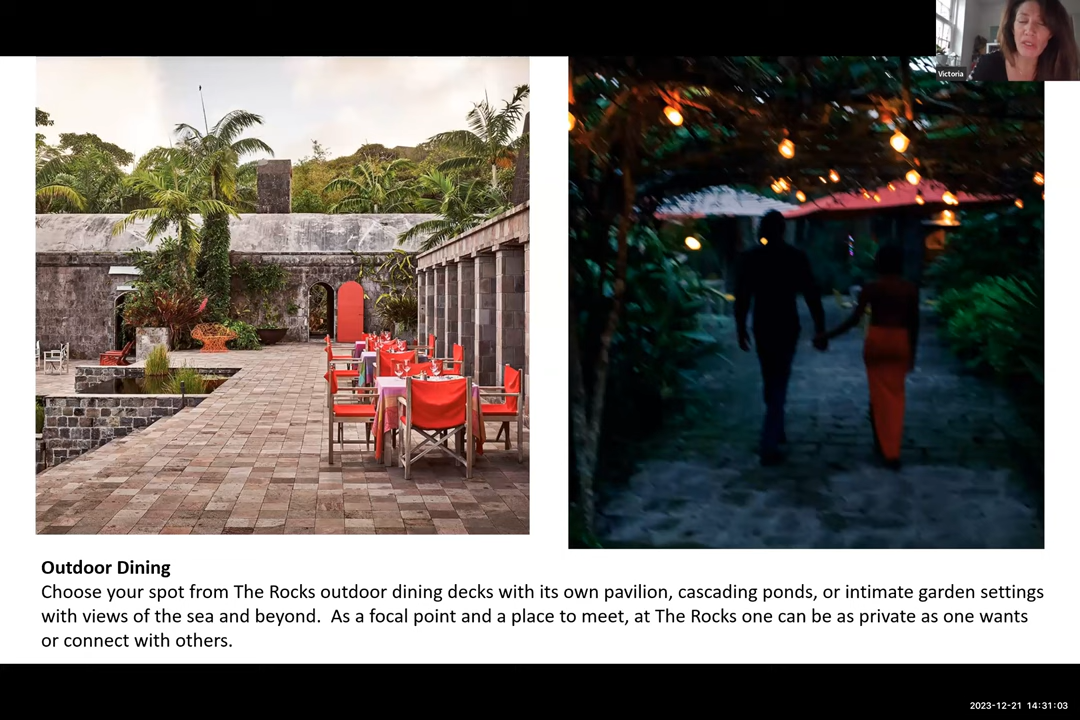 Victoria
Outdoor Dining
Choose your spot from The Rocks outdoor dining decks with its own pavilion, cascading ponds, or intimate garden settings
with views of the sea and beyond.  As a focal point and a place to meet, at The Rocks one can be as private as one wants
or connect with others.
2023-12-21 14:31:03